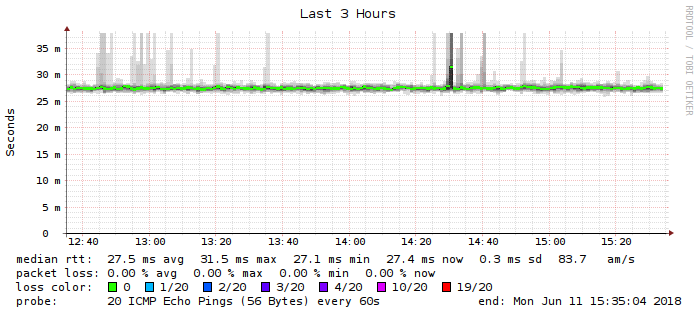 Last 3 Hours
RRDTOOL / TOBI OETIKER
Seconds
35 m
30 m
25 m
20 m
15 m
10 m
5 m
0
12:40 13:00 13:20 13:40 14:00 14:20 14:40 15:00 15:20
median rtt: 27.5 ms avg 31.5 ms max 27.1 ms min 27.4 ms now 0.3 ms sd 83.7 am/s
packet loss: 0.00 % avg 0.00 % max 0.00 % min 0.00 % now
loss color: 0 1/20 2/20 3/20 4/20 10/20 19/20
probe: 20 ICMP Echo Pings (56 Bytes) every 60s end: Mon Jun 11 15:35:04 2018